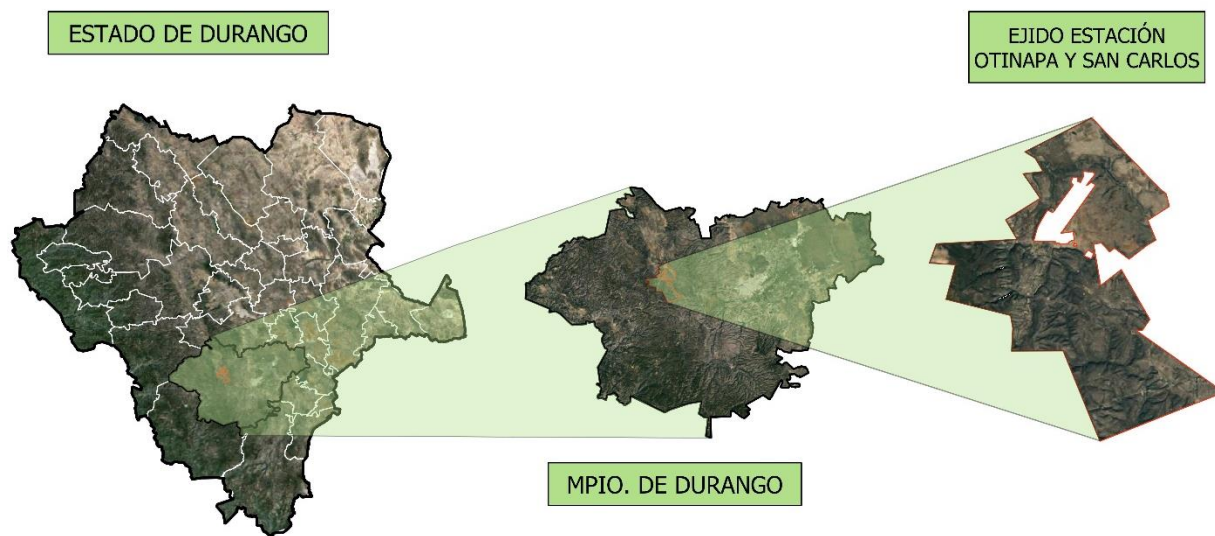 ESTADO DE DURANGO
EJIDO ESTACIÓN
OTINAPA Y SAN CARLOS
MPIO. DE DURANGO